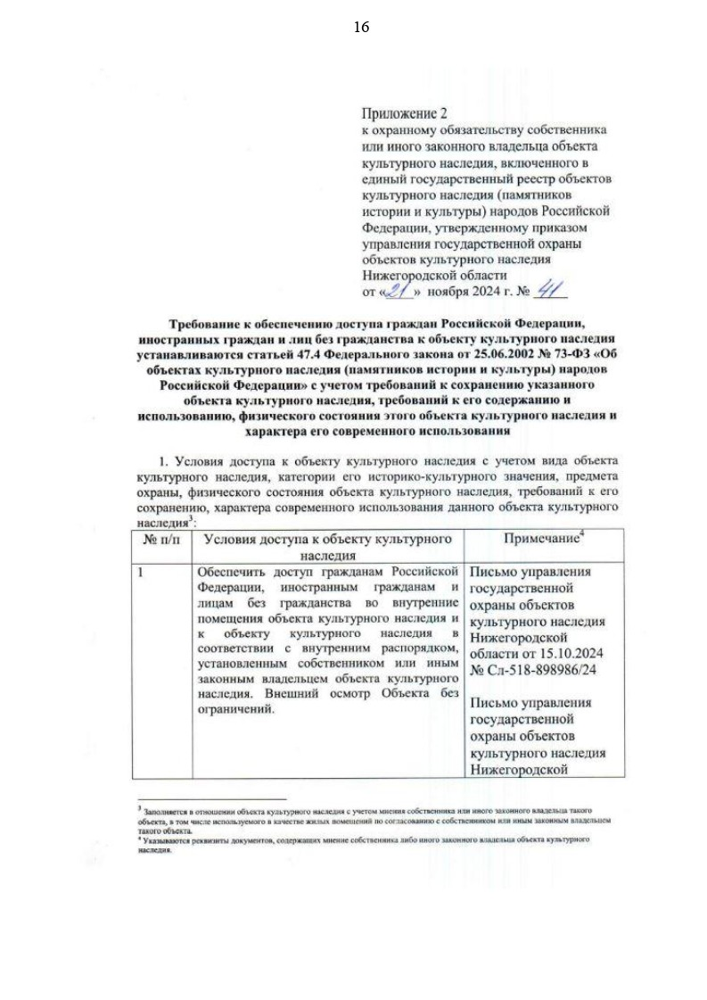 16
Приложение 2
к охранному обязательству собственника
или иного законного владельца объекта
культурного наследия, включенного в
единый государственный реестр объектов
культурного наследия (памятников
истории и культуры) народов Российской
Федерации, утвержденному приказом
управления государственной охраны
объектов культурного наследия
Нижегородской области
от «21» ноября 2024 г. № 41
Требование к обеспечению доступа граждан Российской Федерации,
иностранных граждан и лиц без гражданства к объекту культурного наследия
устанавливаются статьей 47.4 Федерального закона от 25.06.2002 № 73-ФЗ «Об
объектах культурного наследия (памятников истории и культуры) народов
Российской Федерации» с учетом требований к сохранению указанного
объекта культурного наследия, требований к его содержанию и
использованию, физического состояния этого объекта культурного наследия и
характера его современного использования
1. Условия доступа к объекту культурного наследия с учетом вида объекта
культурного наследия, категории его историко-культурного значения, предмета
охраны, физического состояния объекта культурного наследия, требований к его
сохранению, характера современного использования данного объекта культурного
наследия³:
№ п/п Условия доступа к объекту культурного Примечание⁴
наследия
1 Обеспечить доступ гражданам Российской
Федерации, иностранным гражданам и
лицам без гражданства во внутренние
помещения объекта культурного наследия и
к объекту культурного наследия в
соответствии с внутренним распорядком,
установленным собственником или иным
законным владельцем объекта культурного
наследия. Внешний осмотр Объекта без
ограничений.
Письмо управления
государственной
охраны объектов
культурного наследия
Нижегородской
области от 15.10.2024
№ Сл-518-898986/24
Письмо управления
государственной
охраны объектов
культурного наследия
Нижегородской
³ Заполняется в отношении объекта культурного наследия с учетом мнения собственника или иного законного владельца такого
объекта, в том числе используемого в качестве жилых помещений по согласованию с собственником или иным законным владельцем
такого объекта.
⁴ Указываются реквизиты документов, содержащих мнение собственника либо иного законного владельца объекта культурного
наследия.